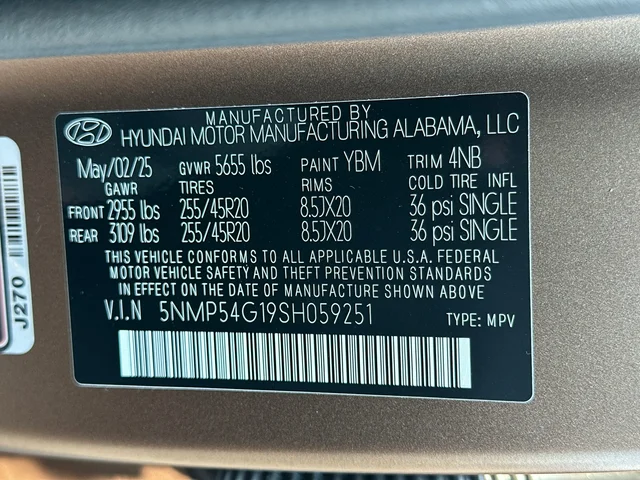 MANUFACTURED BY
HYUNDAI MOTOR MANUFACTURING ALABAMA, LLC
May/02/25 GVWR 5655 lbs PAINT YBM TRIM 4NB
GAWR TIRES RIMS COLD TIRE INFL
FRONT 2955 lbs 255/45R20 8.5JX20 36 psi SINGLE
REAR 3109 lbs 255/45R20 8.5JX20 36 psi SINGLE
THIS VEHICLE CONFORMS TO ALL APPLICABLE U.S.A. FEDERAL
MOTOR VEHICLE SAFETY AND THEFT PREVENTION STANDARDS
IN EFFECT ON THE DATE OF MANUFACTURE SHOWN ABOVE
V.I.N 5NMP54G19SH059251 TYPE: MPV
J270